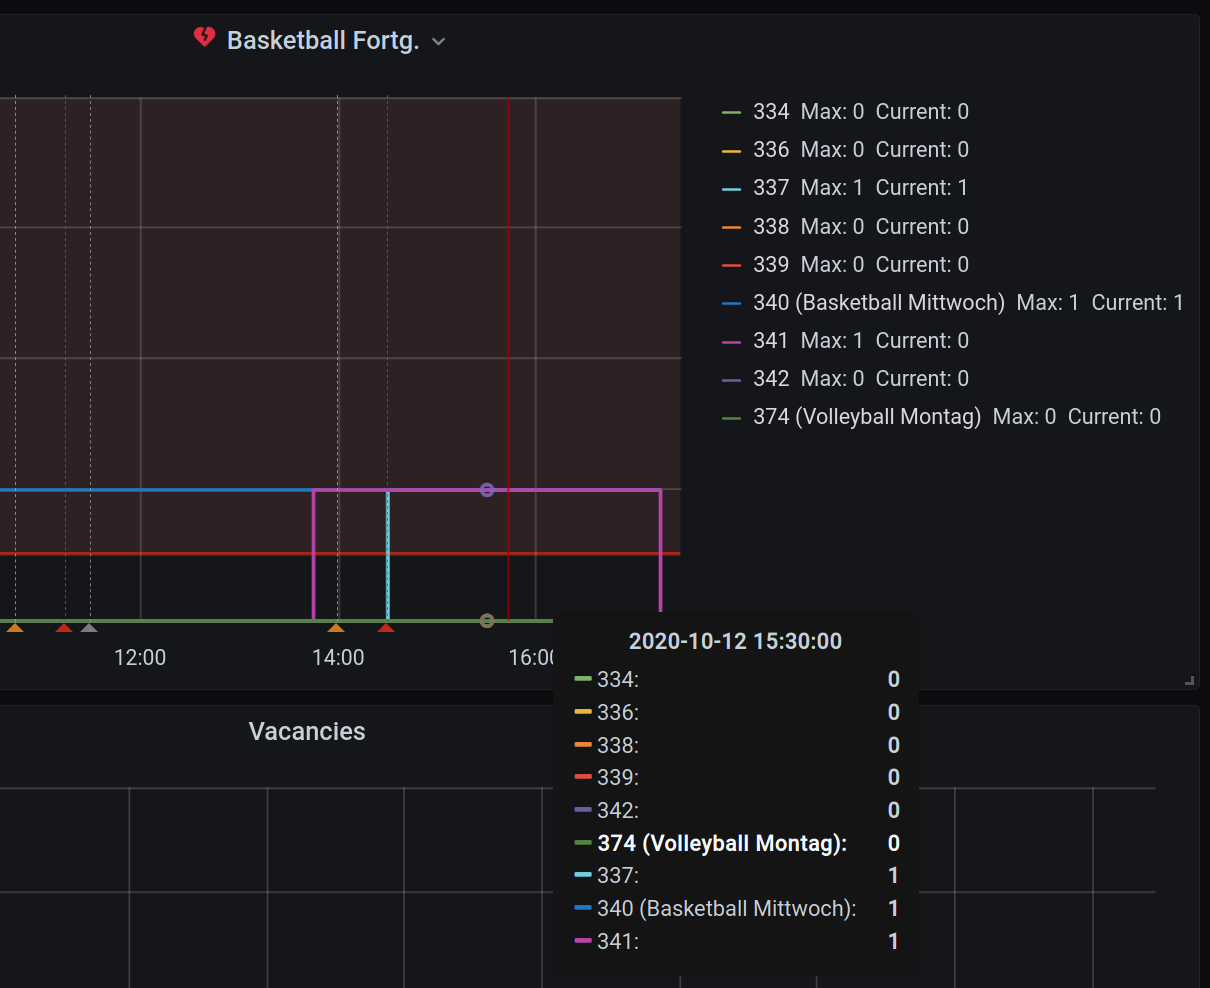 Basketball Fortg.
334 Max: 0 Current: 0
336 Max: 0 Current: 0
337 Max: 1 Current: 1
338 Max: 0 Current: 0
339 Max: 0 Current: 0
340 (Basketball Mittwoch) Max: 1 Current: 1
341 Max: 1 Current: 0
342 Max: 0 Current: 0
374 (Volleyball Montag) Max: 0 Current: 0
12:00 14:00 16:00
2020-10-12 15:30:00
334: 0
336: 0
338: 0
339: 0
342: 0
374 (Volleyball Montag): 0
337: 1
340 (Basketball Mittwoch): 1
341: 1
Vacancies